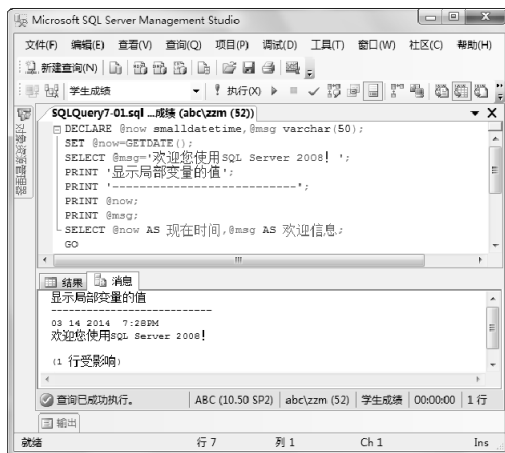 Microsoft SQL Server Management Studio
文件(F) 编辑(E) 查看(V) 查询(Q) 项目(P) 调试(D) 工具(T) 窗口(W) 社区(C) 帮助(H)
新建查询(N)
学生成绩 执行(X)
SQLQuery7-01.sql ...成绩 (abc\zzm (52))
对象资源管理器
DECLARE @now smalldatetime,@msg varchar(50);
SET @now=GETDATE();
SELECT @msg='欢迎您使用SQL Server 2008! ';
PRINT '显示局部变量的值';
PRINT '---------------------------';
PRINT @now;
PRINT @msg;
SELECT @now AS 现在时间,@msg AS 欢迎信息;
GO
结果 消息
显示局部变量的值
---------------------------
03 14 2014 7:28PM
欢迎您使用SQL Server 2008!
(1 行受影响)
查询已成功执行。 ABC (10.50 SP2) abc\zzm (52) 学生成绩 00:00:00 1 行
输出
就绪 行 7 列 1 Ch 1 Ins